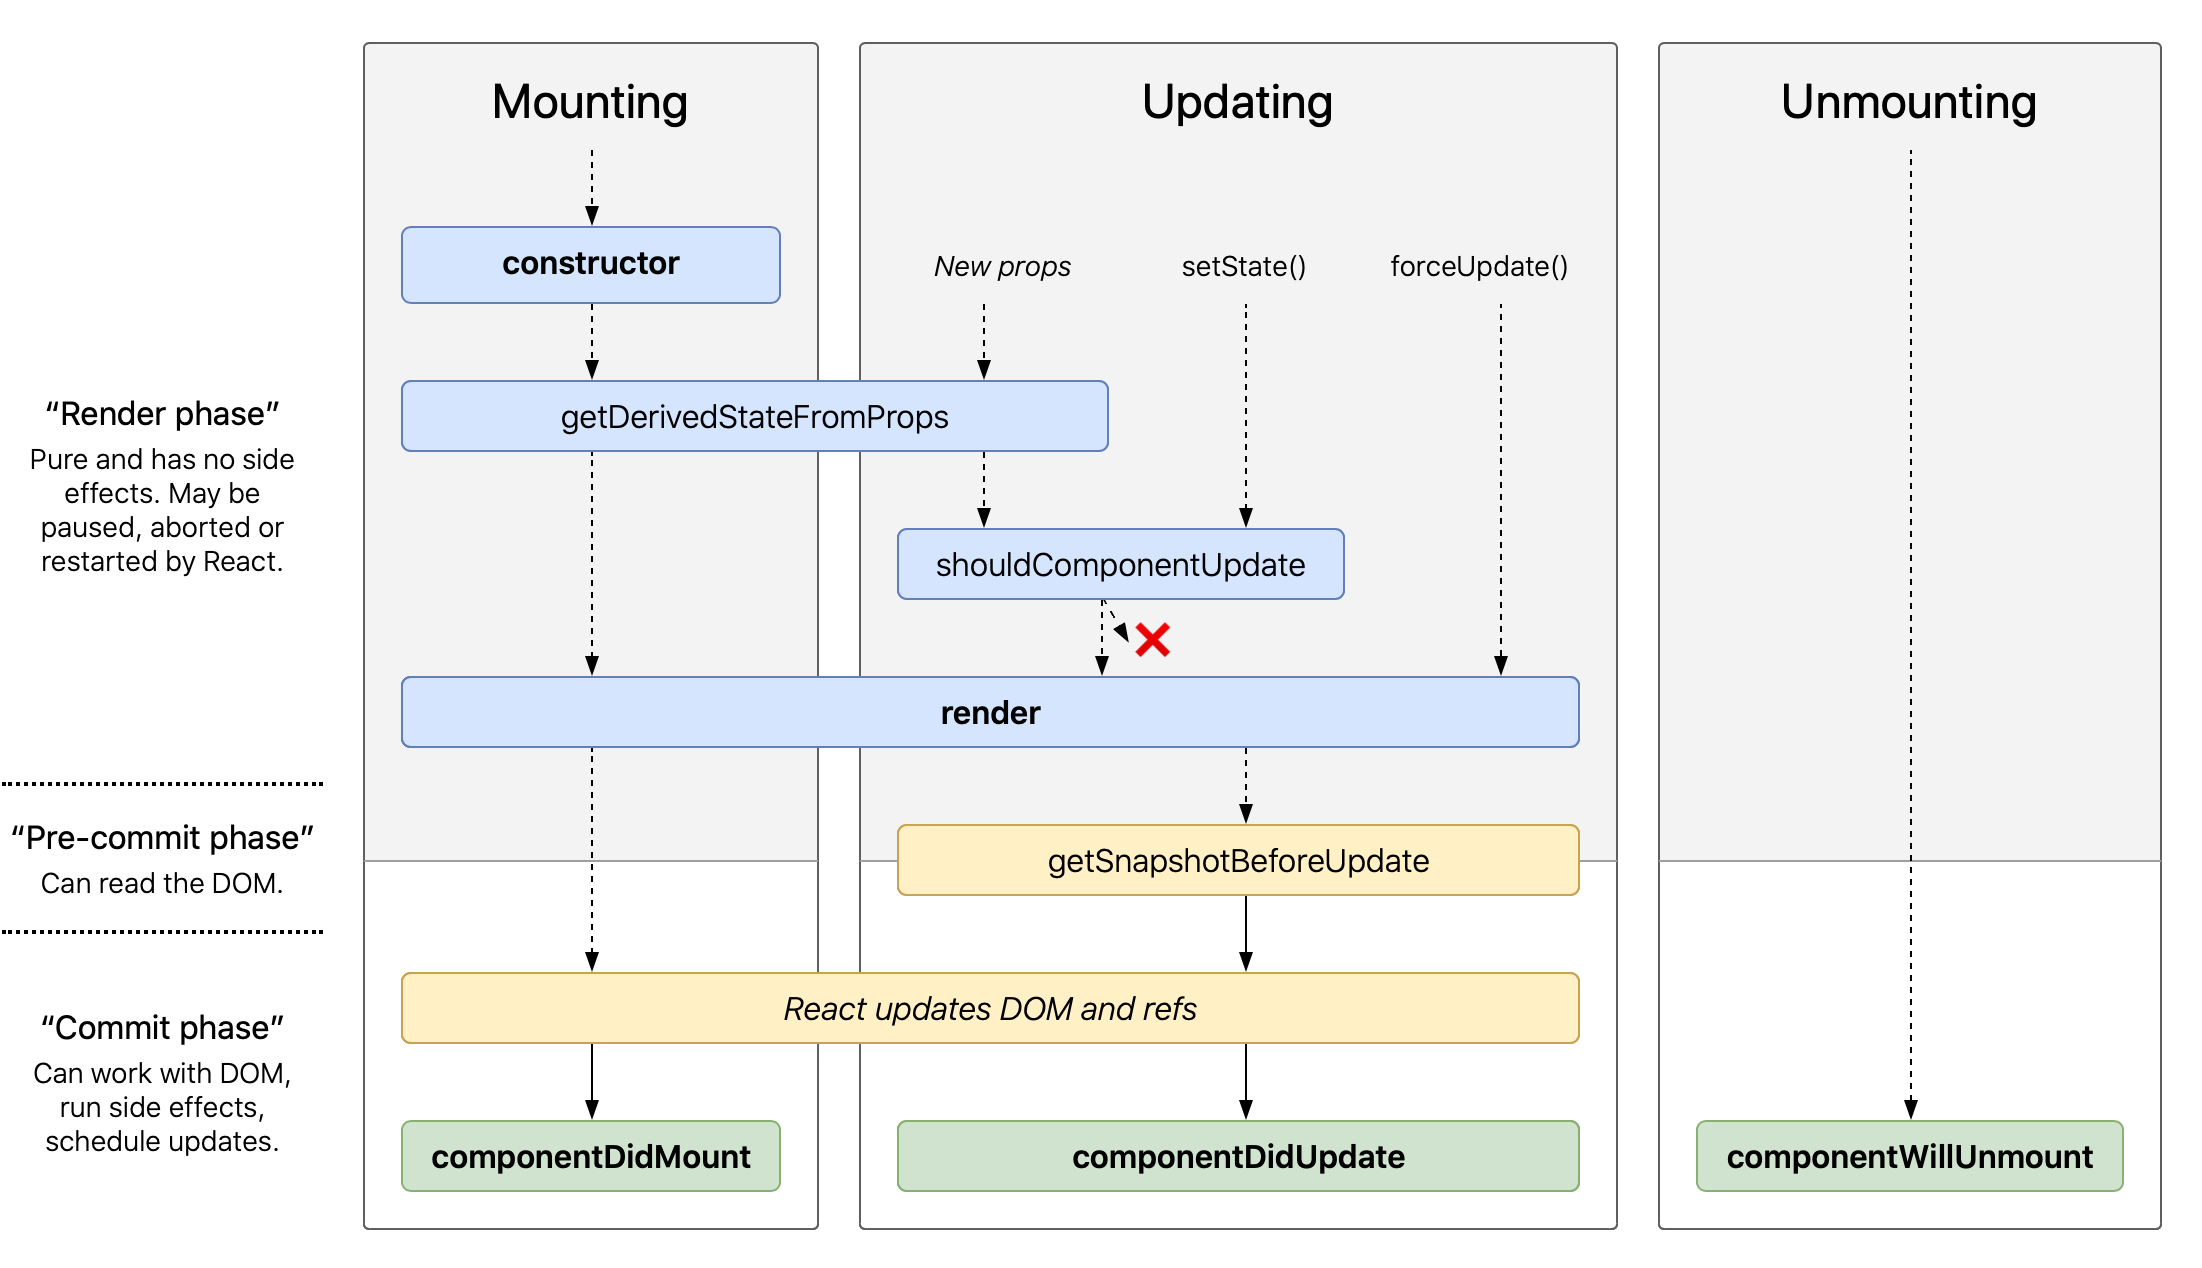 Mounting
Updating
Unmounting
constructor
New props
setState()
forceUpdate()
“Render phase”
Pure and has no side
effects. May be
paused, aborted or
restarted by React.
getDerivedStateFromProps
shouldComponentUpdate
render
“Pre-commit phase”
Can read the DOM.
getSnapshotBeforeUpdate
React updates DOM and refs
“Commit phase”
Can work with DOM,
run side effects,
schedule updates.
componentDidMount
componentDidUpdate
componentWillUnmount